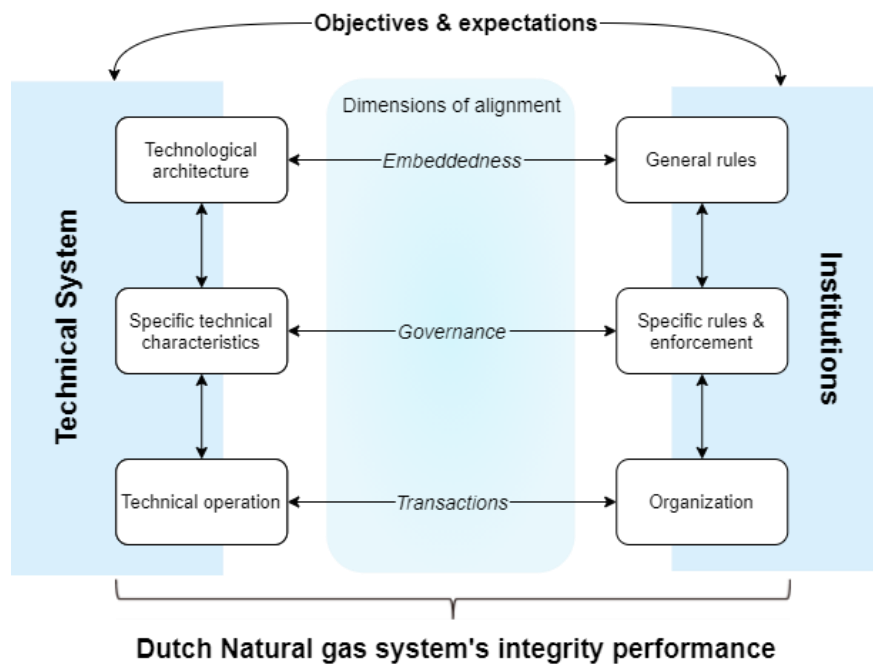 Objectives & expectations
Dimensions of alignment
Technological
architecture
Embeddedness
General rules
Technical System
Institutions
Specific technical
characteristics
Governance
Specific rules &
enforcement
Technical operation
Transactions
Organization
Dutch Natural gas system's integrity performance